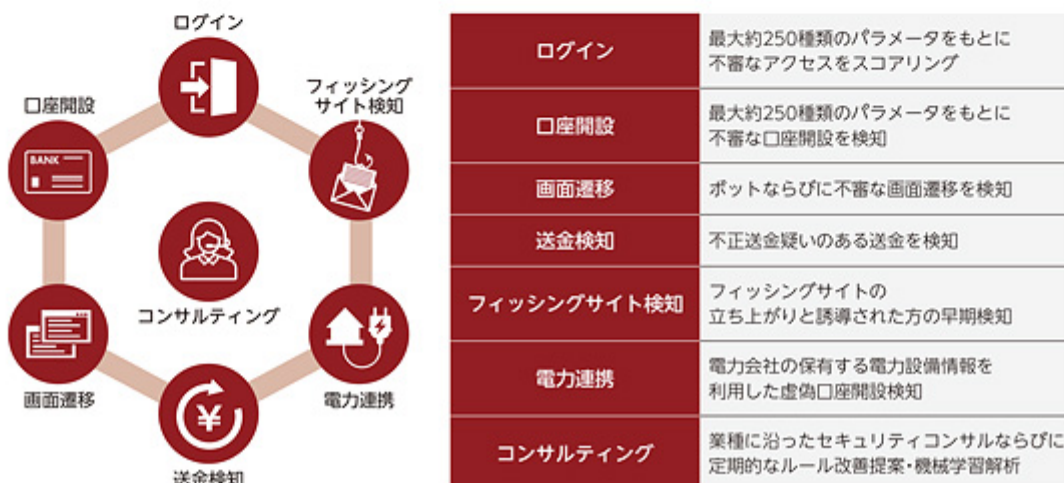 ログイン
フィッシング
サイト検知
口座開設
BANK
コンサルティング
画面遷移
電力連携
¥
送金検知
ログイン
最大約250種類のパラメータをもとに
不審なアクセスをスコアリング
口座開設
最大約250種類のパラメータをもとに
不審な口座開設を検知
画面遷移
ボットならびに不審な画面遷移を検知
送金検知
不正送金疑いのある送金を検知
フィッシングサイト検知
フィッシングサイトの
立ち上がりと誘導された方の早期検知
電力連携
電力会社の保有する電力設備情報を
利用した虚偽口座開設検知
コンサルティング
業種に沿ったセキュリティコンサルならびに
定期的なルール改善提案・機械学習解析